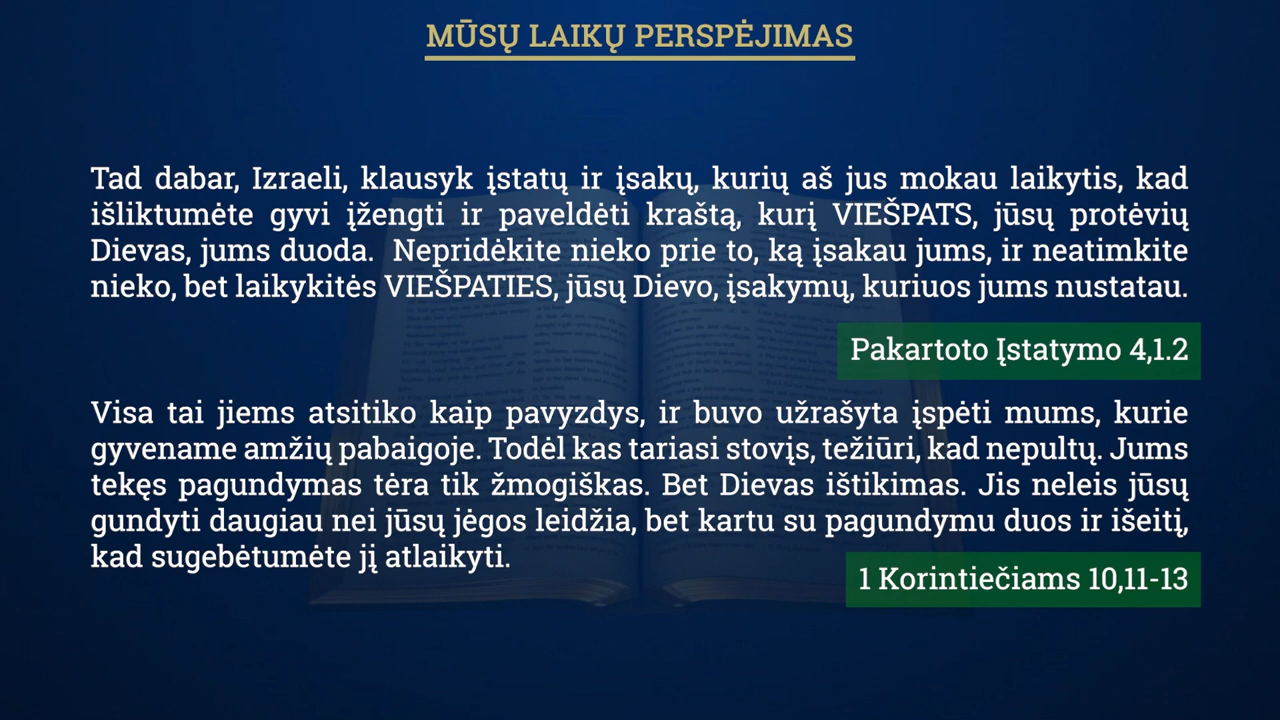 MŪSŲ LAIKŲ PERSPĖJIMAS
Tad dabar, Izraeli, klausyk įstatų ir įsakų, kurių aš jus mokau laikytis, kad
išliktumėte gyvi įžengti ir paveldėti kraštą, kurį VIEŠPATS, jūsų protėvių
Dievas, jums duoda. Nepridėkite nieko prie to, ką įsakau jums, ir neatimkite
nieko, bet laikykitės VIEŠPATIES, jūsų Dievo, įsakymų, kuriuos jums nustatau.
Pakartoto Įstatymo 4,1.2
Visa tai jiems atsitiko kaip pavyzdys, ir buvo užrašyta įspėti mums, kurie
gyvename amžių pabaigoje. Todėl kas tariasi stovįs, težiūri, kad nepultų. Jums
tekęs pagundymas tėra tik žmogiškas. Bet Dievas ištikimas. Jis neleis jūsų
gundyti daugiau nei jūsų jėgos leidžia, bet kartu su pagundymu duos ir išeitį,
kad sugebėtumėte jį atlaikyti.
1 Korintiečiams 10,11-13